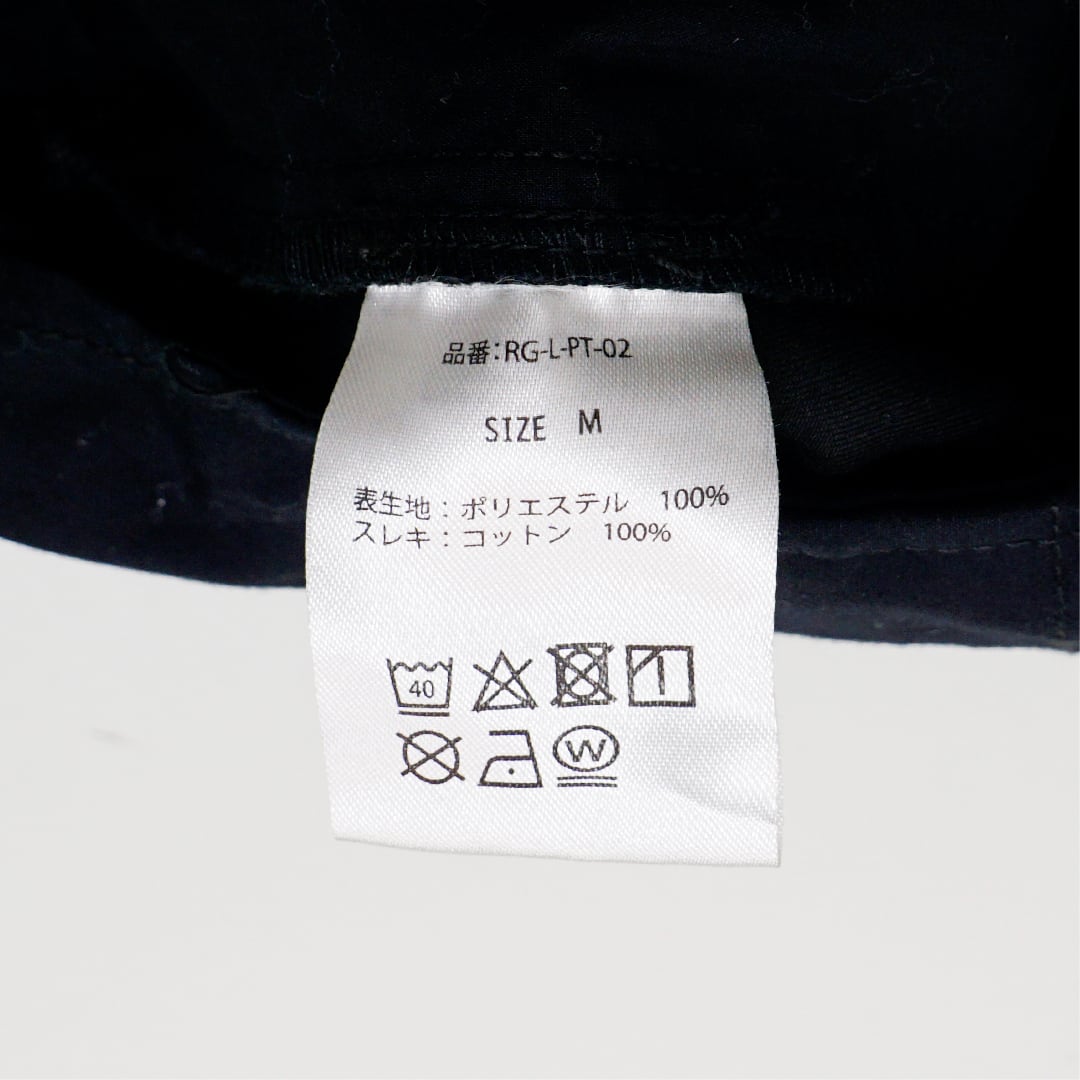 品番:RG-L-PT-02
SIZE M
表生地:ポリエステル 100%
スレキ:コットン 100%
40
W